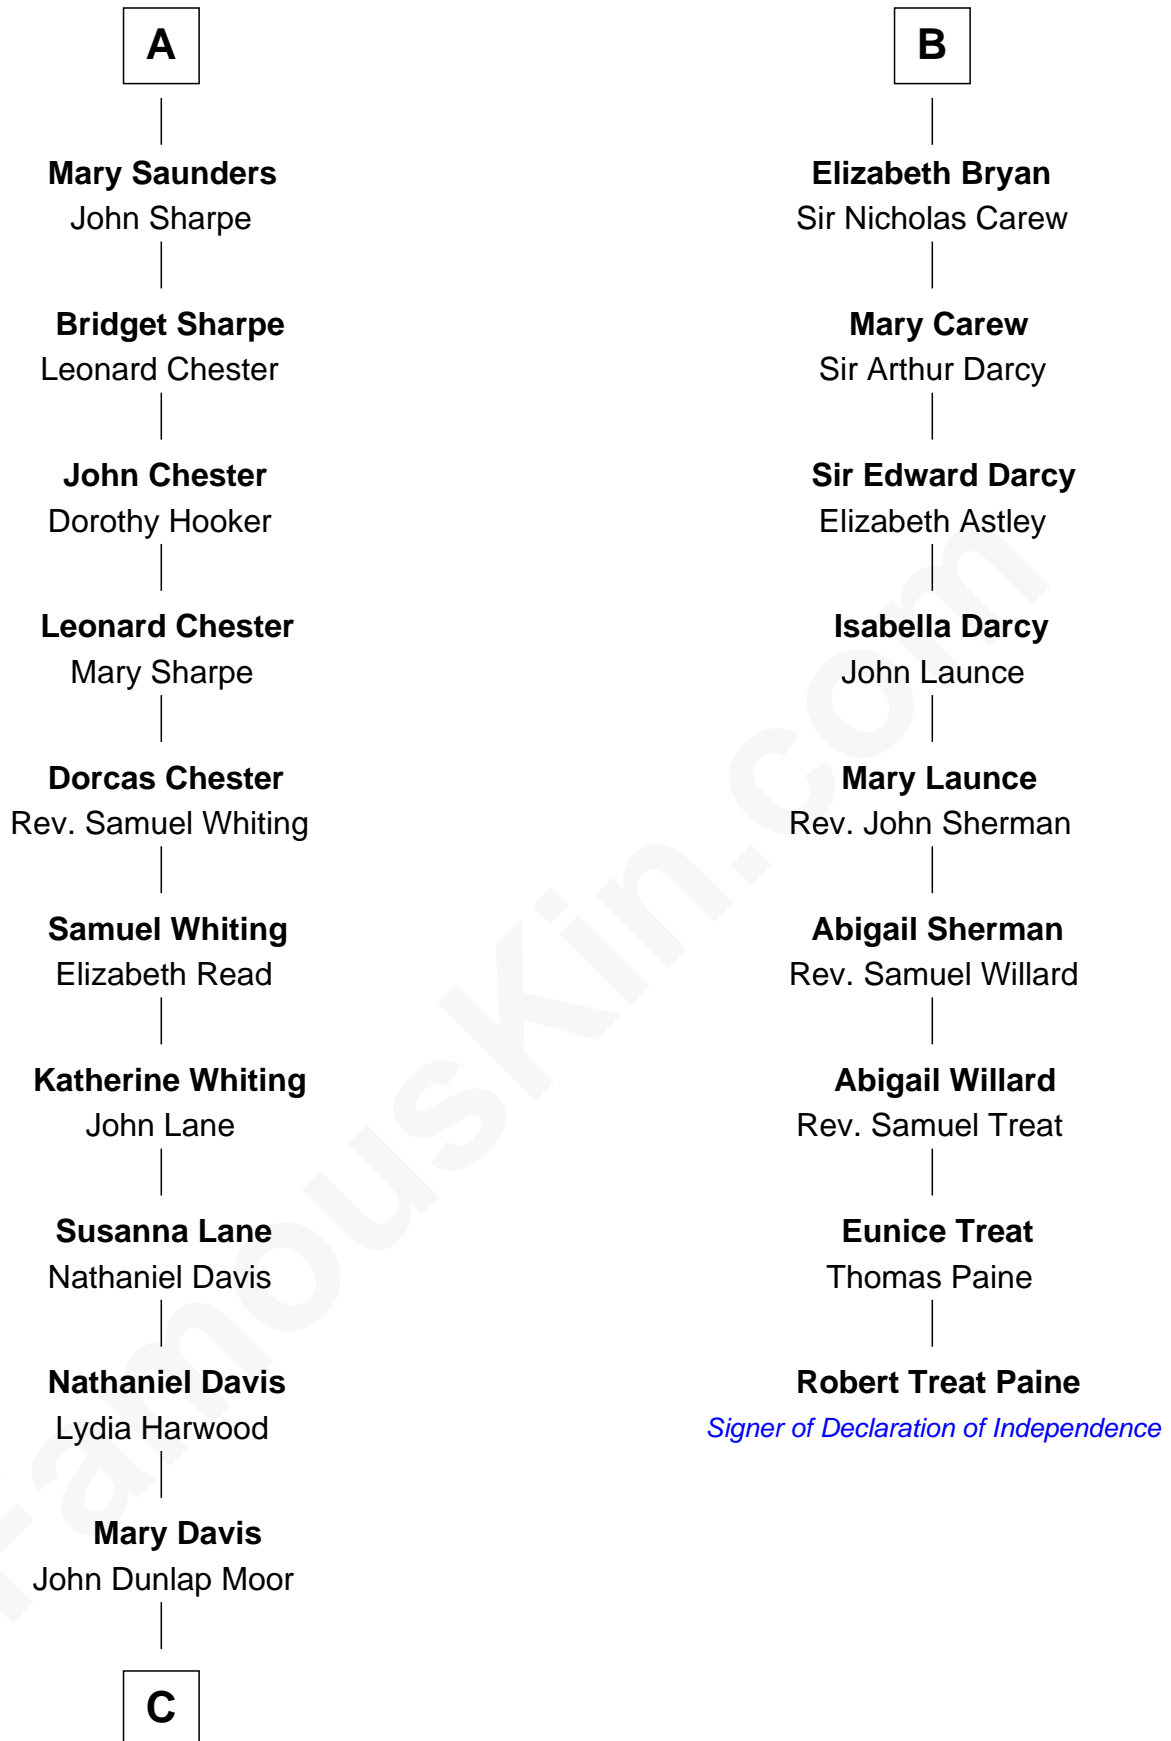 A
Mary Saunders
John Sharpe
Bridget Sharpe
Leonard Chester
John Chester
Dorothy Hooker
Leonard Chester
Mary Sharpe
Dorcas Chester
Rev. Samuel Whiting
Samuel Whiting
Elizabeth Read
Katherine Whiting
John Lane
Susanna Lane
Nathaniel Davis
Nathaniel Davis
Lydia Harwood
Mary Davis
John Dunlap Moor
C
B
Elizabeth Bryan
Sir Nicholas Carew
Mary Carew
Sir Arthur Darcy
Sir Edward Darcy
Elizabeth Astley
Isabella Darcy
John Launce
Mary Launce
Rev. John Sherman
Abigail Sherman
Rev. Samuel Willard
Abigail Willard
Rev. Samuel Treat
Eunice Treat
Thomas Paine
Robert Treat Paine
Signer of Declaration of Independence
FamousKin.com